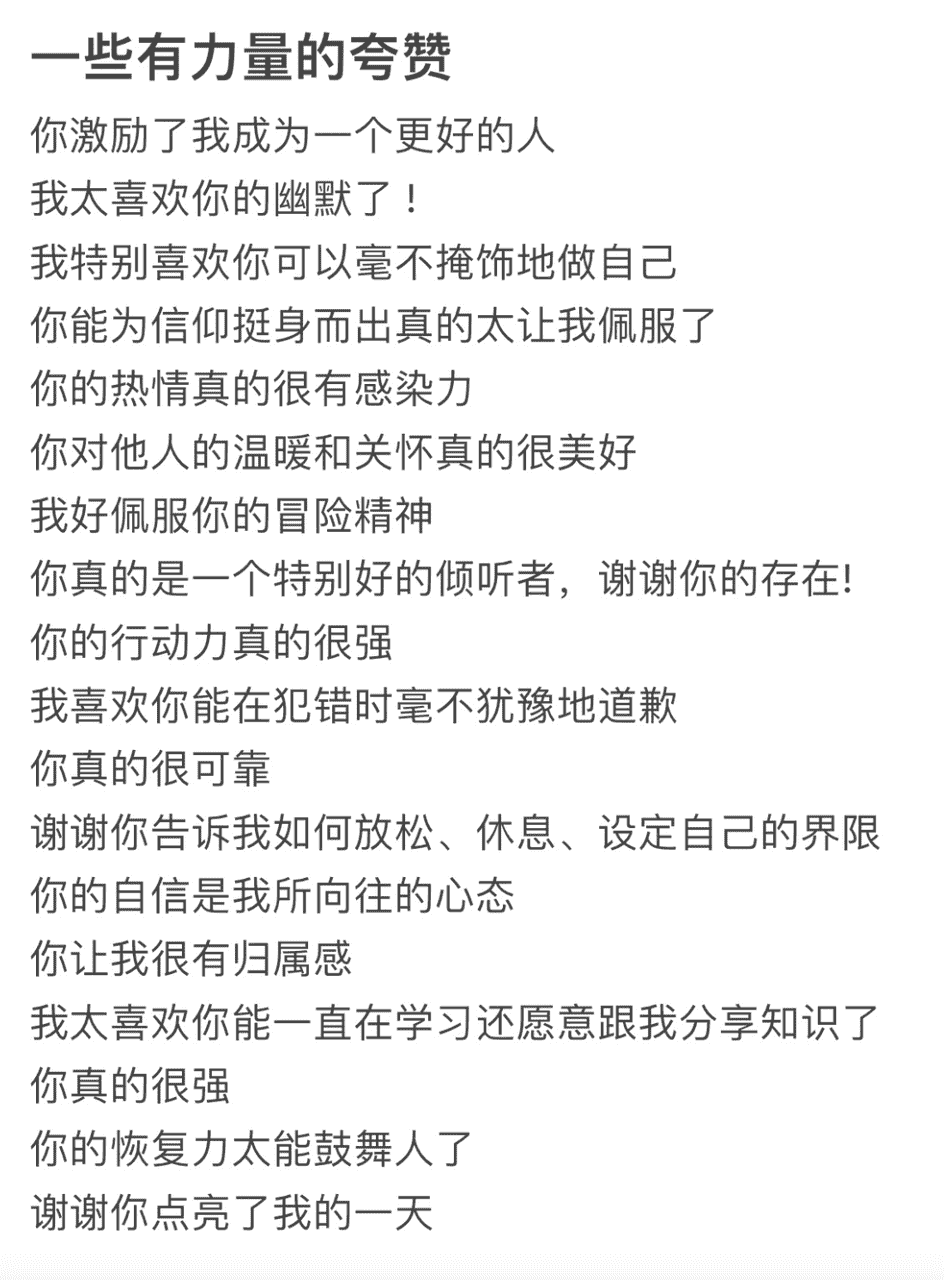 一些有力量的夸赞
你激励了我成为一个更好的人
我太喜欢你的幽默了！
我特别喜欢你可以毫不掩饰地做自己
你能为信仰挺身而出真的太让我佩服了
你的热情真的很有感染力
你对他人的温暖和关怀真的很美好
我好佩服你的冒险精神
你真的是一个特别好的倾听者，谢谢你的存在!
你的行动力真的很强
我喜欢你能在犯错时毫不犹豫地道歉
你真的很可靠
谢谢你告诉我如何放松、休息、设定自己的界限
你的自信是我所向往的心态
你让我很有归属感
我太喜欢你能一直在学习还愿意跟我分享知识了
你真的很强
你的恢复力太能鼓舞人了
谢谢你点亮了我的一天